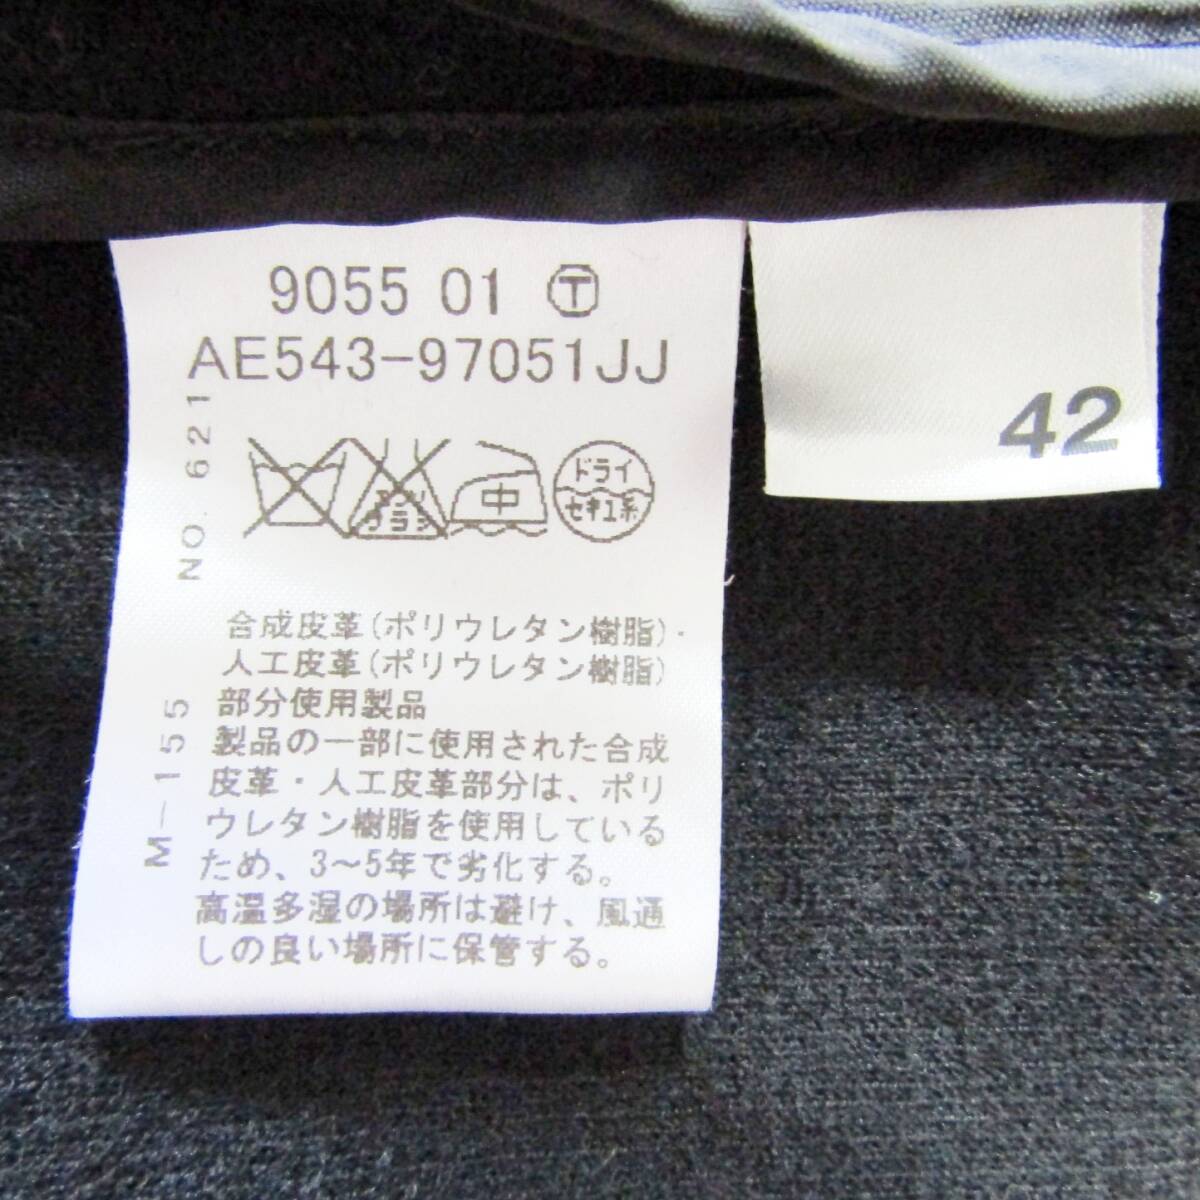 9055 01 Ⓣ
AE543-97051JJ
NO. 621
エンソ
サラシ
中
ドライ
セキユ系
合成皮革(ポリウレタン樹脂)・
人工皮革(ポリウレタン樹脂)
部分使用製品
製品の一部に使用された合成
皮革・人工皮革部分は、ポリ
ウレタン樹脂を使用している
ため、3～5年で劣化する。
高温多湿の場所は避け、風通
しの良い場所に保管する。
M-155
42